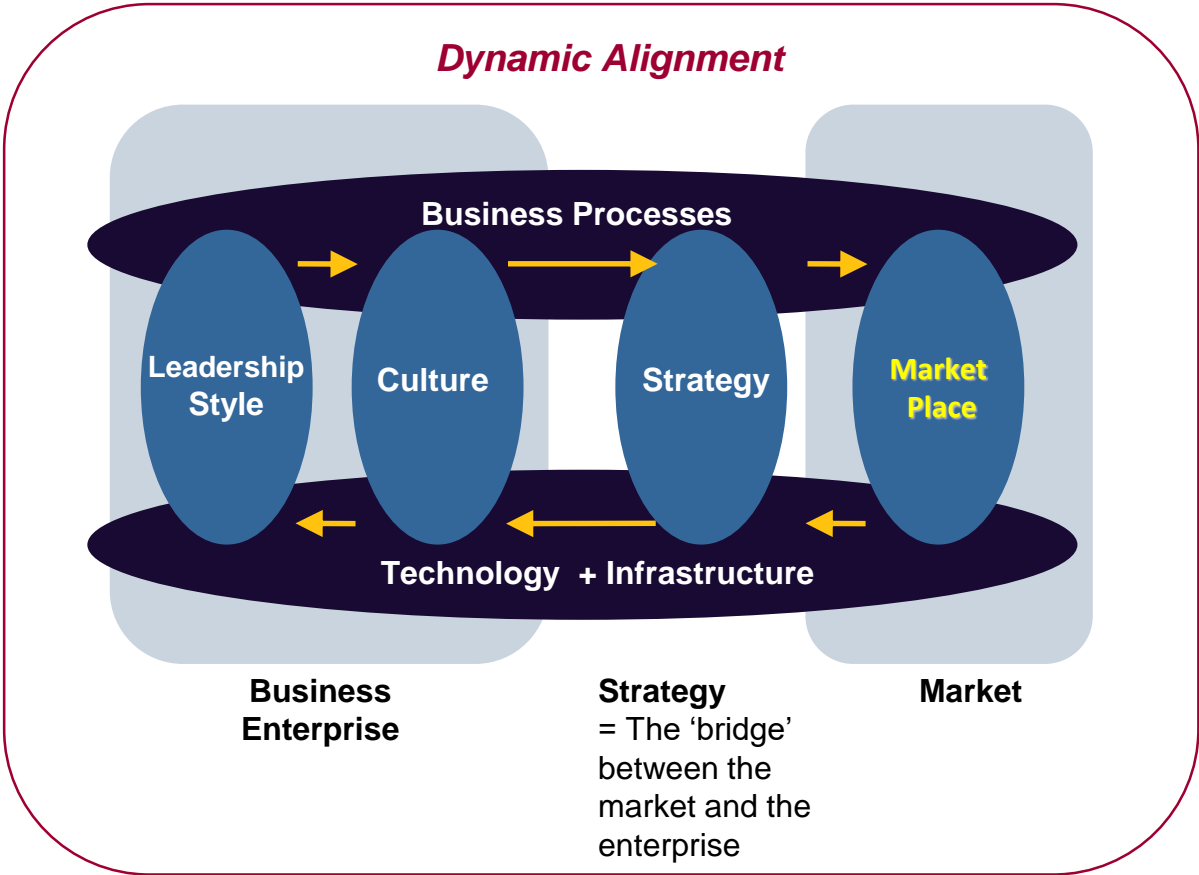 Dynamic Alignment
Business Processes
Leadership
Style
Culture
Strategy
Market
Place
Technology + Infrastructure
Business
Enterprise
Strategy
= The ‘bridge’
between the
market and the
enterprise
Market